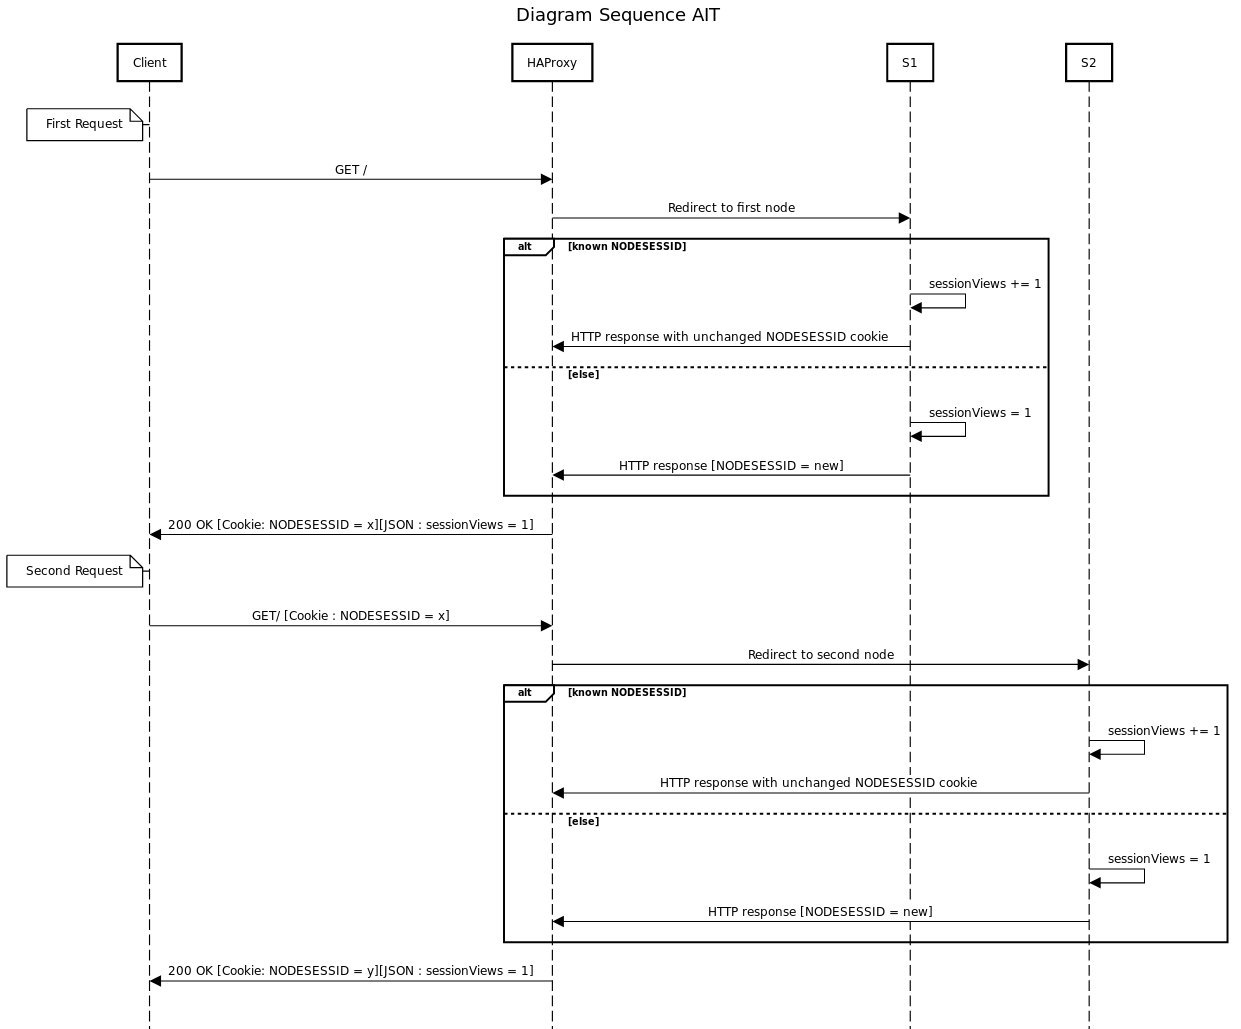 Diagram Sequence AIT
Client
HAProxy
S1
S2
First Request
GET /
Redirect to first node
alt
[known NODESESSID]
sessionViews += 1
HTTP response with unchanged NODESESSID cookie
[else]
sessionViews = 1
HTTP response [NODESESSID = new]
200 OK [Cookie: NODESESSID = x][JSON : sessionViews = 1]
Second Request
GET/ [Cookie : NODESESSID = x]
Redirect to second node
alt
[known NODESESSID]
sessionViews += 1
HTTP response with unchanged NODESESSID cookie
[else]
sessionViews = 1
HTTP response [NODESESSID = new]
200 OK [Cookie: NODESESSID = y][JSON : sessionViews = 1]